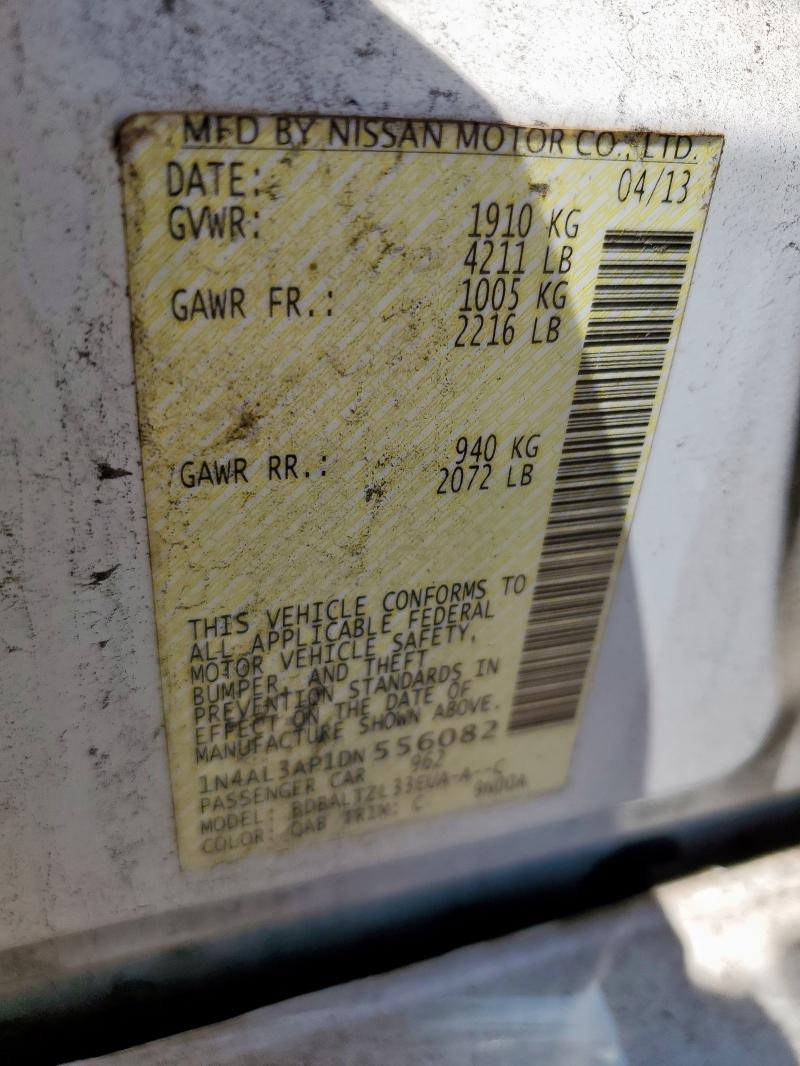 MFD BY NISSAN MOTOR CO., LTD.
DATE: 04/13
GVWR: 1910 KG
4211 LB
GAWR FR.: 1005 KG
2216 LB
GAWR RR.: 940 KG
2072 LB
THIS VEHICLE CONFORMS TO
ALL APPLICABLE FEDERAL
MOTOR VEHICLE SAFETY,
BUMPER, AND THEFT
PREVENTION STANDARDS IN
EFFECT ON THE DATE OF
MANUFACTURE SHOWN ABOVE.
1N4AL3AP1DN 556082
PASSENGER CAR 962
MODEL:
COLOR: QAB TRIM: C